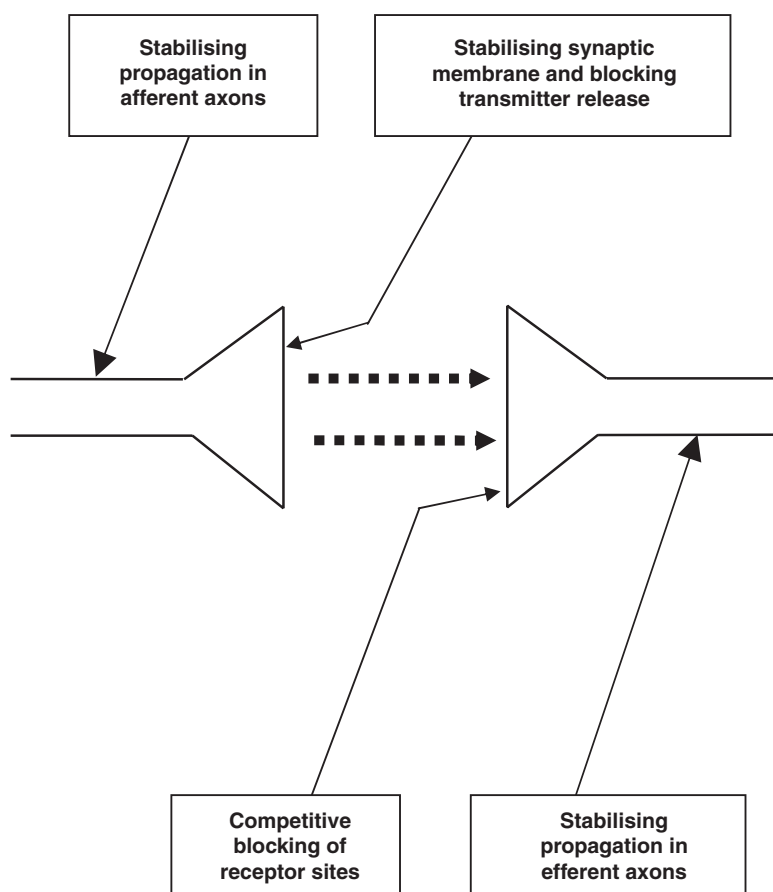 Stabilising
propagation in
afferent axons
Stabilising synaptic
membrane and blocking
transmitter release
Competitive
blocking of
receptor sites
Stabilising
propagation in
efferent axons